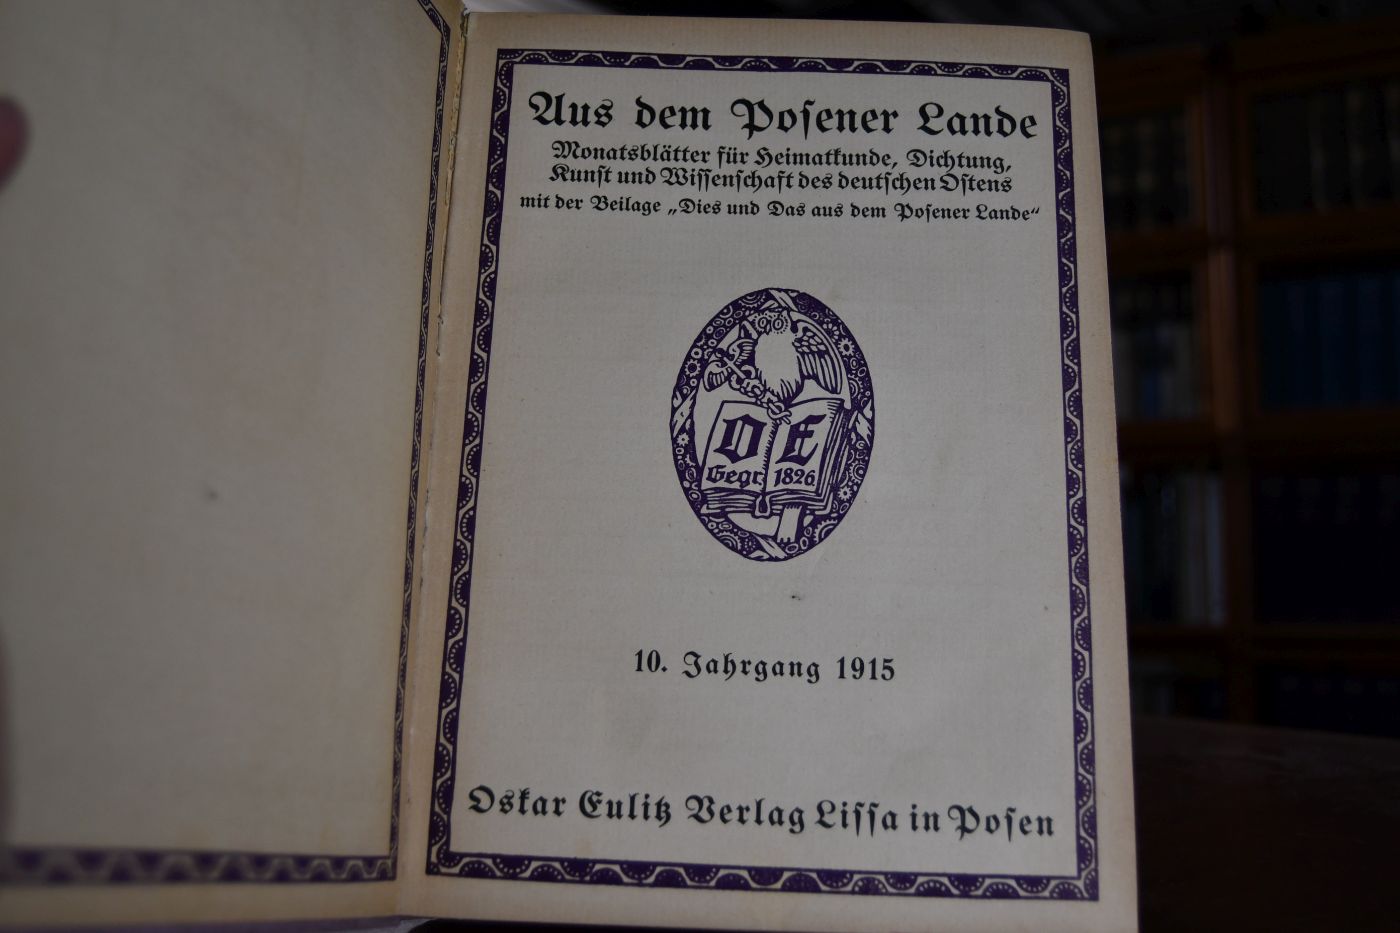 Aus dem Poſener Lande
Monatsblätter für Heimatkunde, Dichtung,
Kunſt und Wiſſenſchaft des deutſchen Oſtens
mit der Beilage „Dies und Das aus dem Poſener Lande“
O E
Gegr. 1826
10. Jahrgang 1915
Oskar Eulitz Verlag Liſſa in Poſen